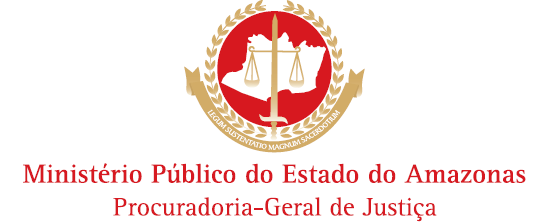 LEGUM SUSTENTATIO MAGNUM SACERDOTIUM
Ministério Público do Estado do Amazonas
Procuradoria-Geral de Justiça